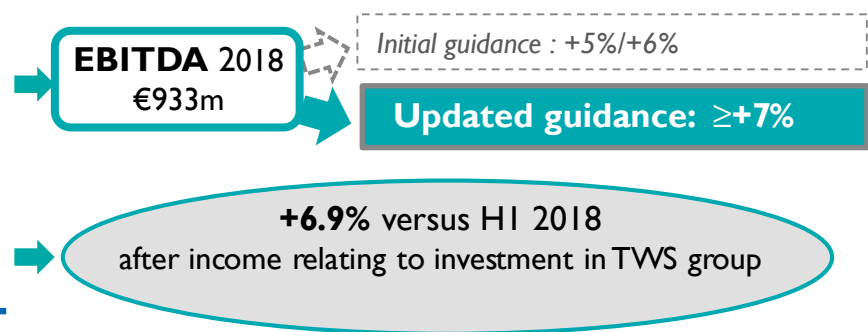 EBITDA 2018
€933m
Initial guidance : +5%/+6%
Updated guidance: ≥+7%
+6.9% versus H1 2018
after income relating to investment in TWS group